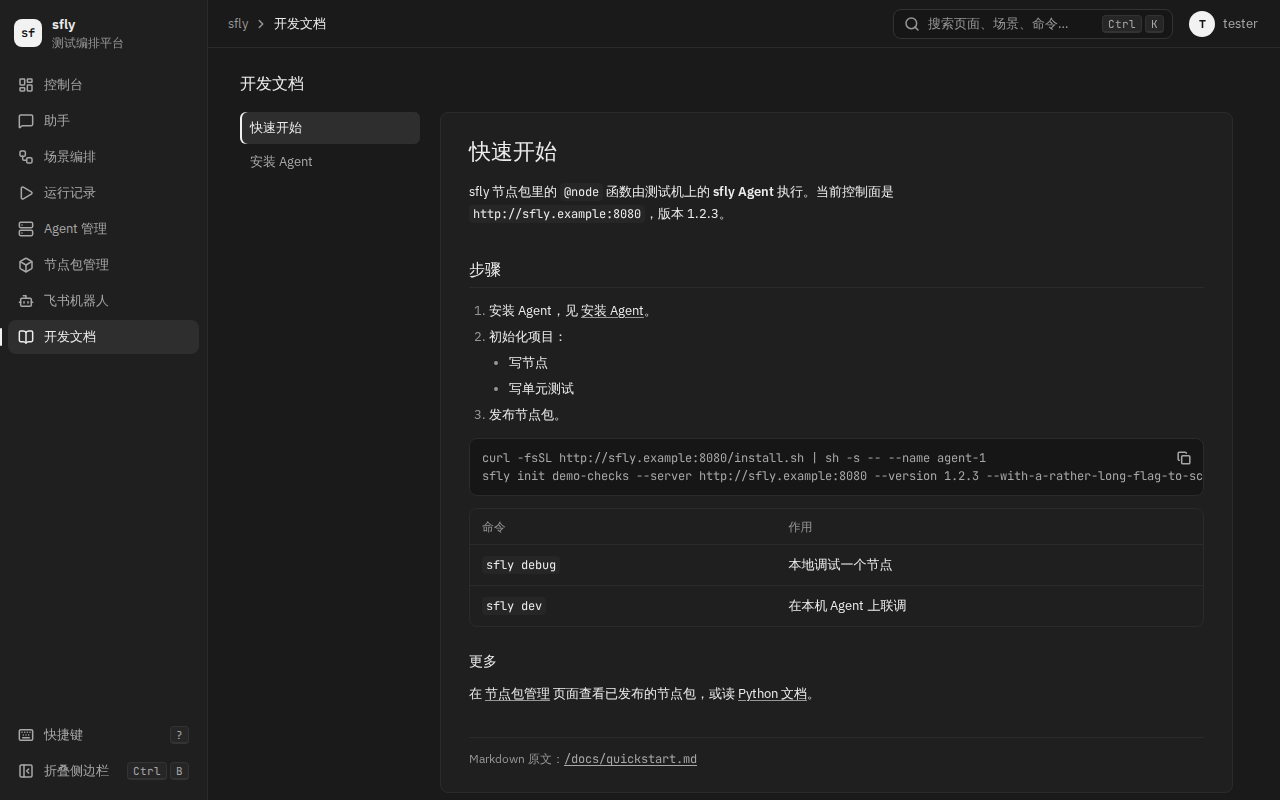 sf
sfly
测试编排平台
控制台
助手
场景编排
运行记录
Agent 管理
节点包管理
飞书机器人
开发文档
快捷键 ?
折叠侧边栏 Ctrl B
sfly > 开发文档
搜索页面、场景、命令... Ctrl K
T tester
开发文档
快速开始
安装 Agent
快速开始
sfly 节点包里的 @node 函数由测试机上的 sfly Agent 执行。当前控制面是
http://sfly.example:8080，版本 1.2.3。
步骤
1. 安装 Agent，见 安装 Agent。
2. 初始化项目：
• 写节点
• 写单元测试
3. 发布节点包。
curl -fsSL http://sfly.example:8080/install.sh | sh -s -- --name agent-1
sfly init demo-checks --server http://sfly.example:8080 --version 1.2.3 --with-a-rather-long-flag-to-sc
命令 作用
sfly debug 本地调试一个节点
sfly dev 在本机 Agent 上联调
更多
在 节点包管理 页面查看已发布的节点包，或读 Python 文档。
Markdown 原文：/docs/quickstart.md